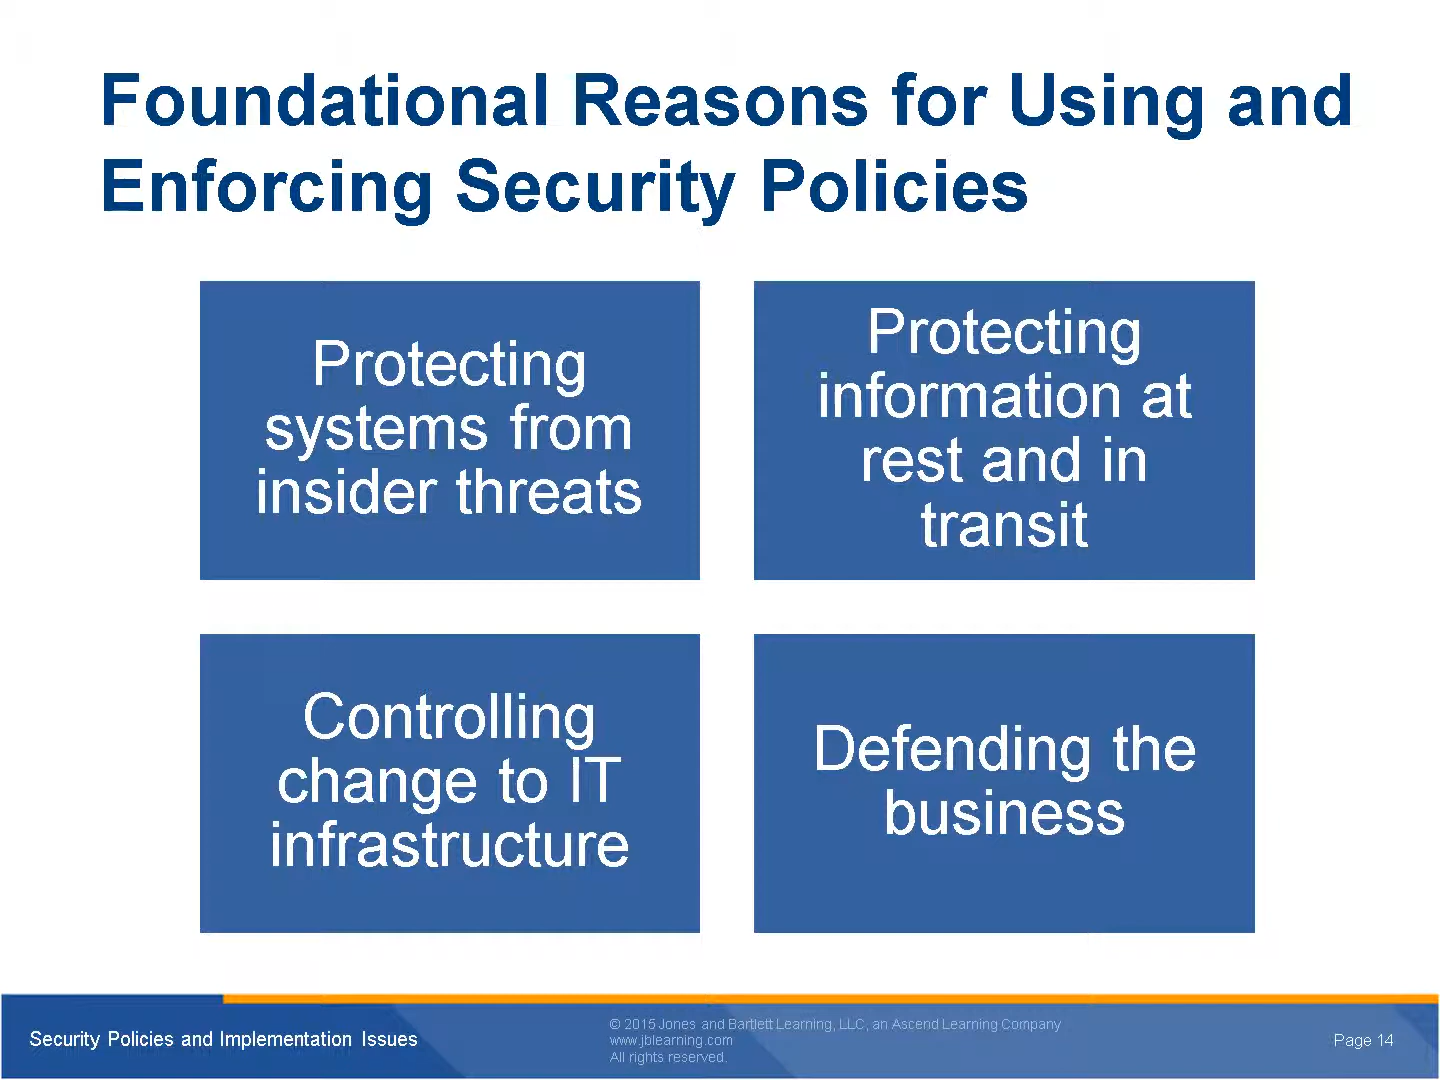 Foundational Reasons for Using and
Enforcing Security Policies
Protecting
systems from
insider threats
Protecting
information at
rest and in
transit
Controlling
change to IT
infrastructure
Defending the
business
Security Policies and Implementation Issues
© 2015 Jones and Bartlett Learning, LLC, an Ascend Learning Company
www.jblearning.com
All rights reserved.
Page 14